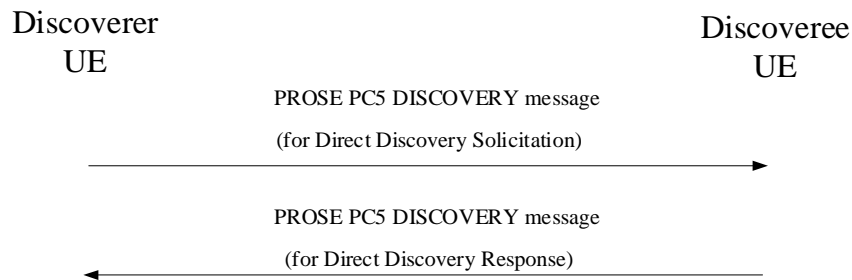 Discoverer
UE
Discoveree
UE
PROSE PC5 DISCOVERY message
(for Direct Discovery Solicitation)
PROSE PC5 DISCOVERY message
(for Direct Discovery Response)